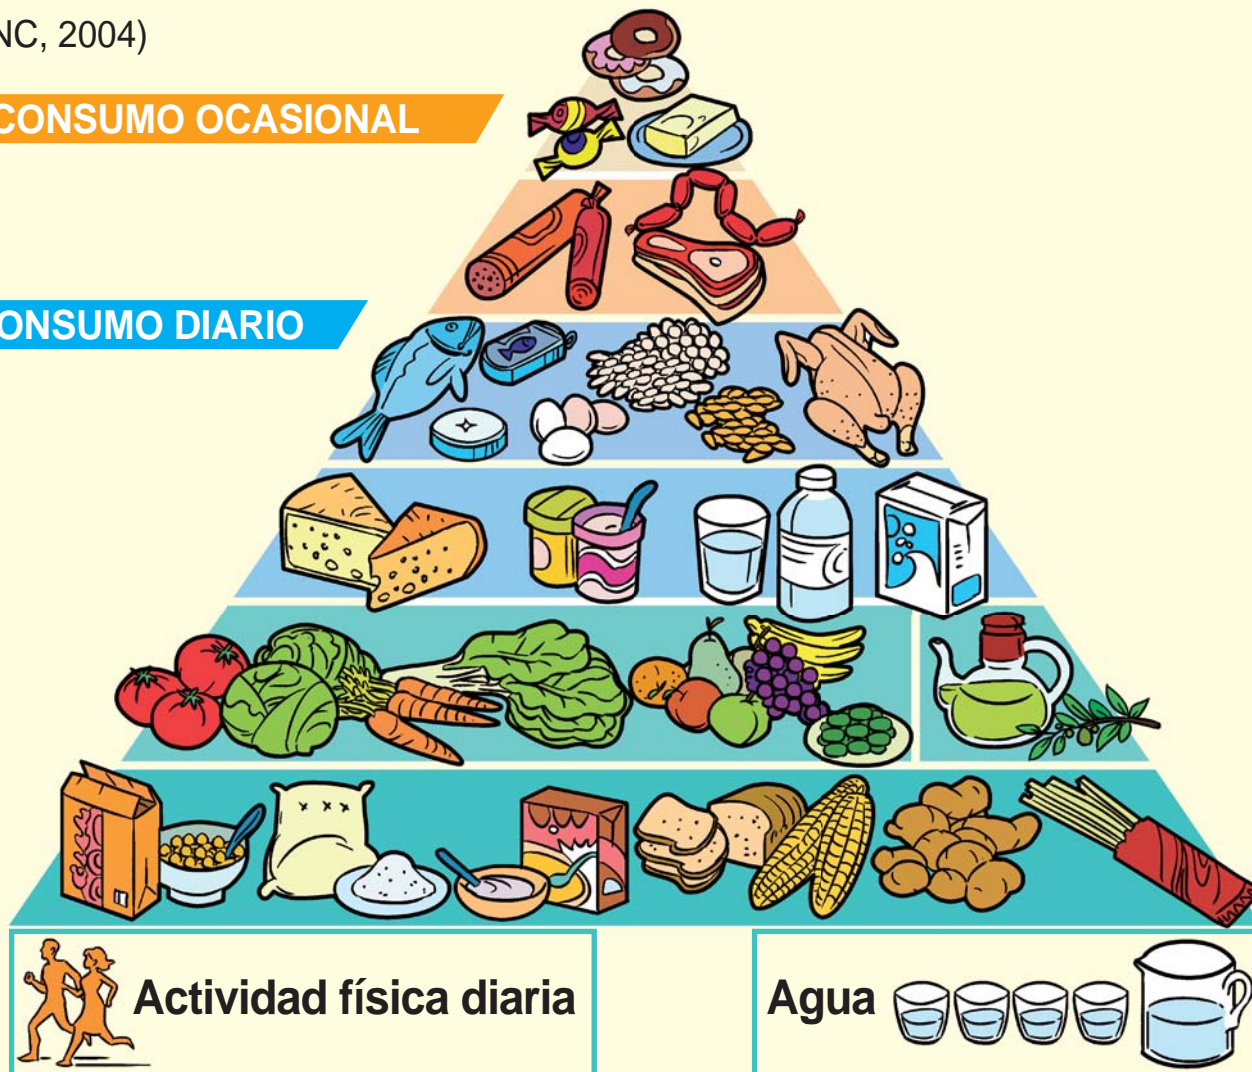 NC, 2004)
CONSUMO OCASIONAL
ONSUMO DIARIO
Actividad física diaria
Agua